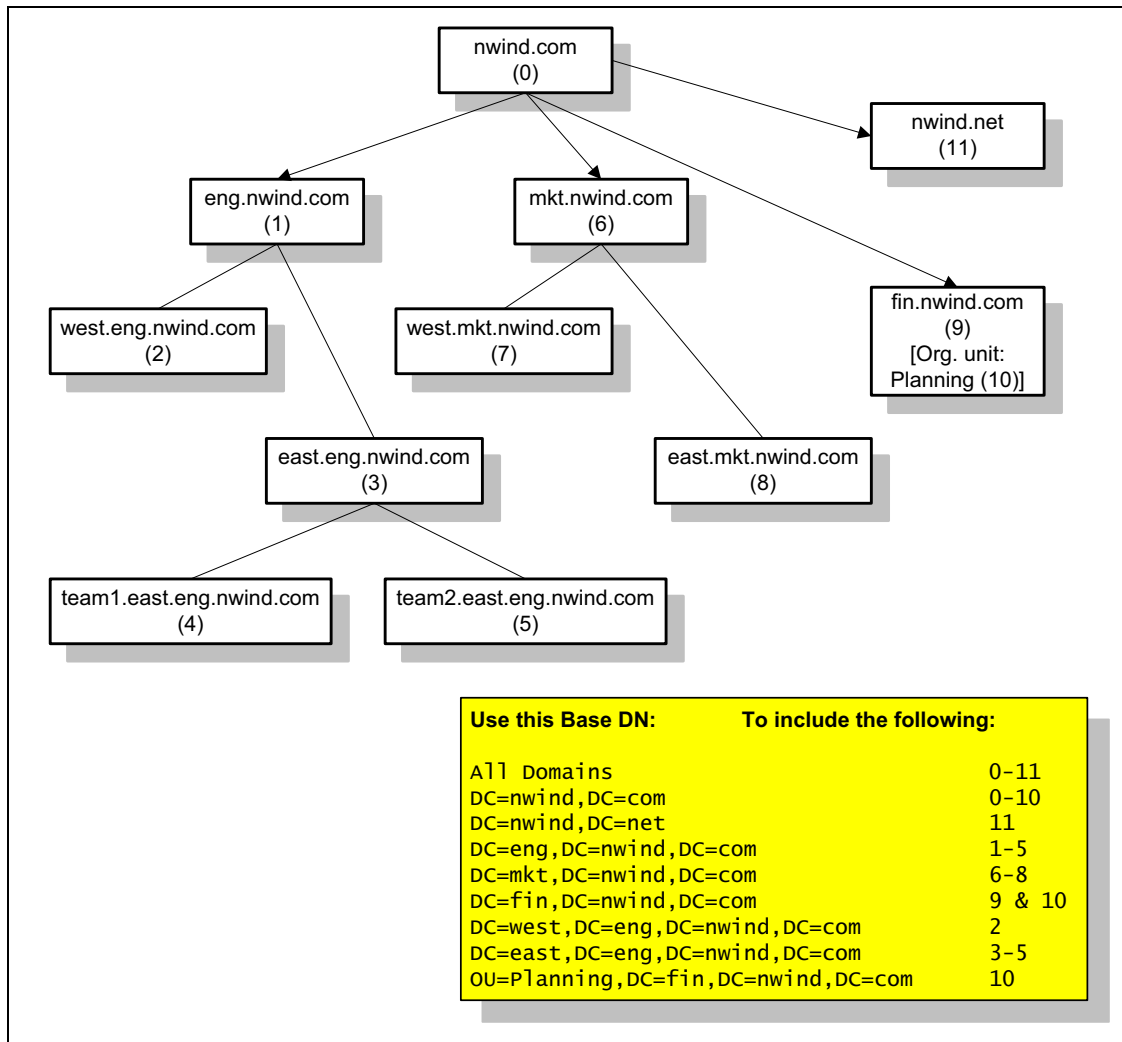 nwind.com
(0)
nwind.net
(11)
eng.nwind.com
(1)
mkt.nwind.com
(6)
fin.nwind.com
(9)
[Org. unit:
Planning (10)]
west.eng.nwind.com
(2)
west.mkt.nwind.com
(7)
east.eng.nwind.com
(3)
east.mkt.nwind.com
(8)
team1.east.eng.nwind.com
(4)
team2.east.eng.nwind.com
(5)
Use this Base DN: To include the following:
All Domains 0-11
DC=nwind,DC=com 0-10
DC=nwind,DC=net 11
DC=eng,DC=nwind,DC=com 1-5
DC=mkt,DC=nwind,DC=com 6-8
DC=fin,DC=nwind,DC=com 9 & 10
DC=west,DC=eng,DC=nwind,DC=com 2
DC=east,DC=eng,DC=nwind,DC=com 3-5
OU=Planning,DC=fin,DC=nwind,DC=com 10